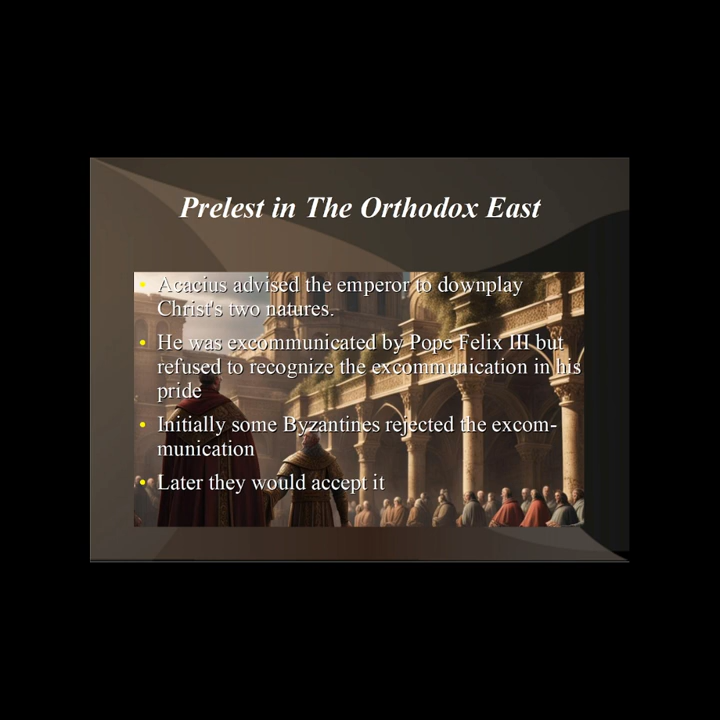 Prelest in The Orthodox East
• Acacius advised the emperor to downplay
Christ's two natures.
• He was excommunicated by Pope Felix III but
refused to recognize the excommunication in his
pride
• Initially some Byzantines rejected the excom-
munication
• Later they would accept it